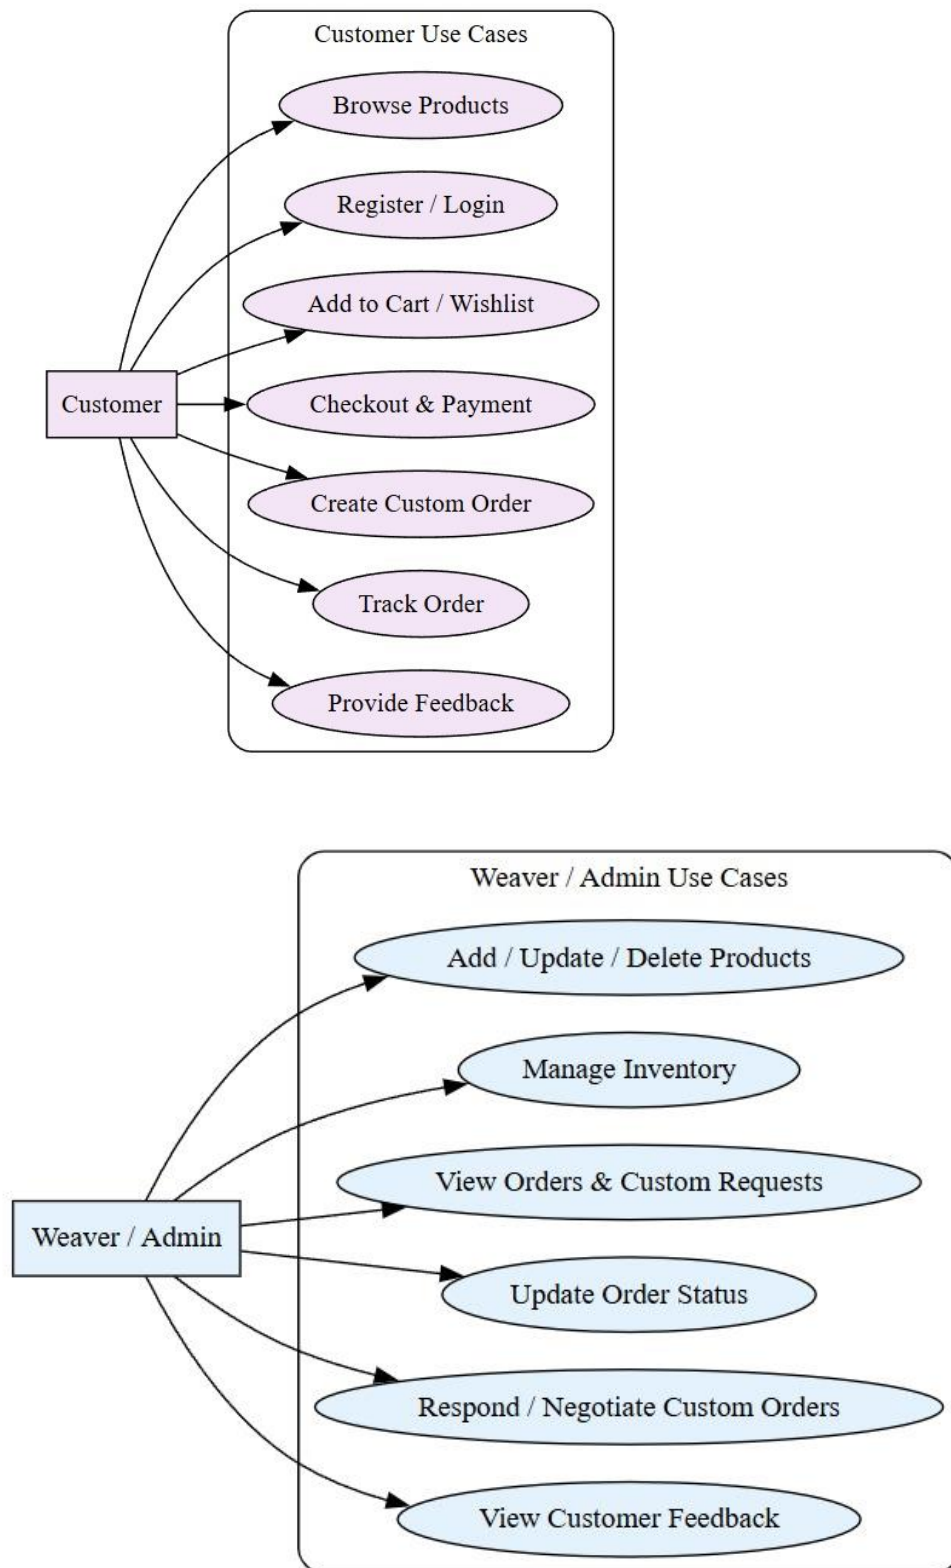 Customer Use Cases
Browse Products
Register / Login
Add to Cart / Wishlist
Customer
Checkout & Payment
Create Custom Order
Track Order
Provide Feedback
Weaver / Admin Use Cases
Add / Update / Delete Products
Manage Inventory
View Orders & Custom Requests
Weaver / Admin
Update Order Status
Respond / Negotiate Custom Orders
View Customer Feedback